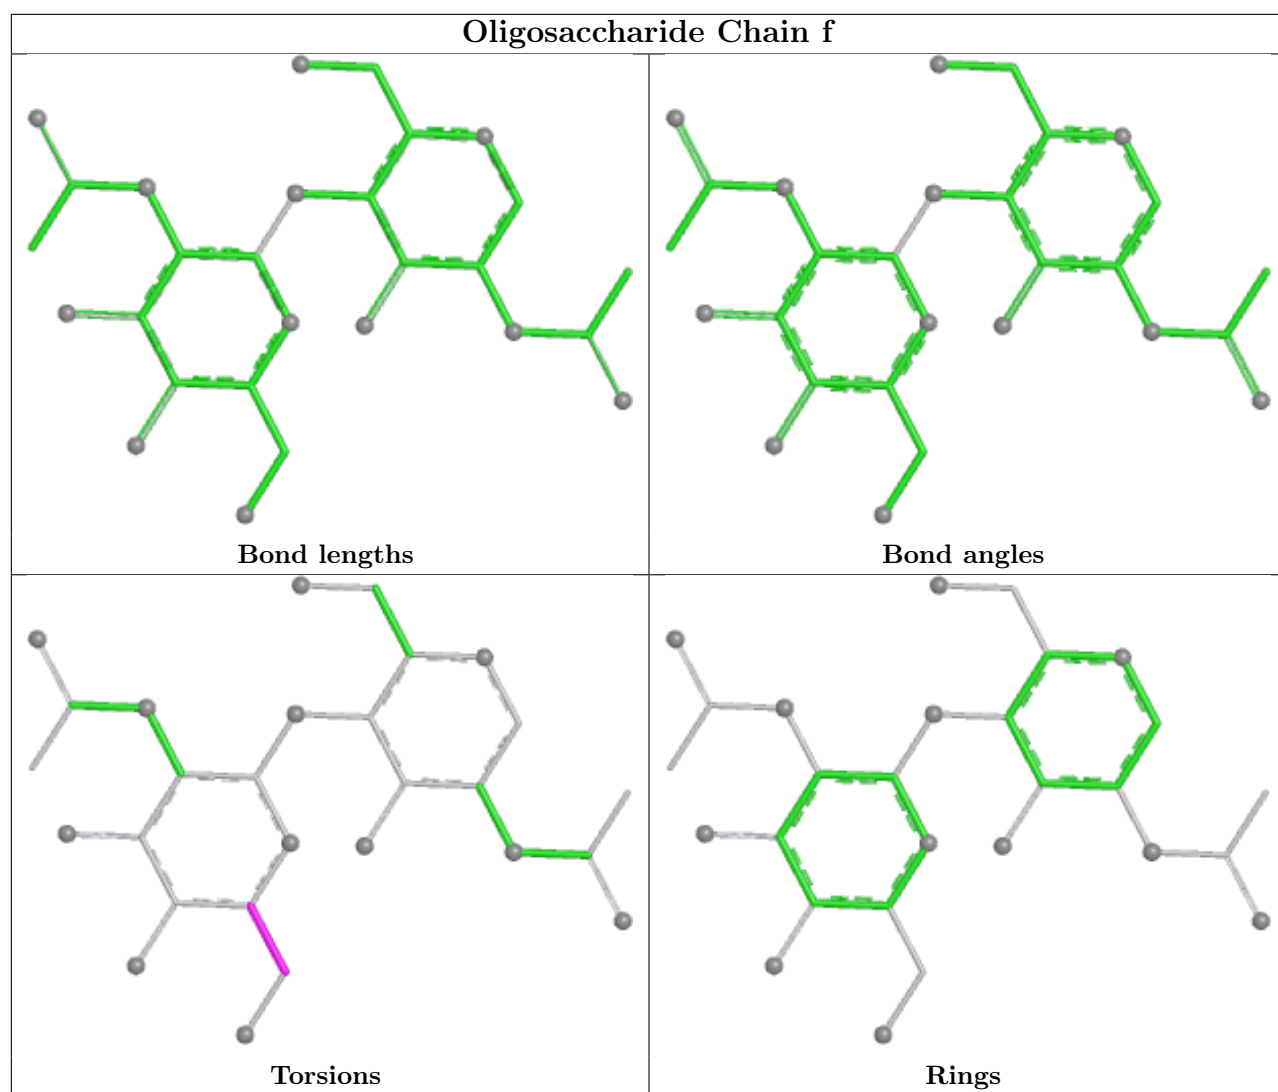 Oligosaccharide Chain f
Bond lengths
Bond angles
Torsions
Rings